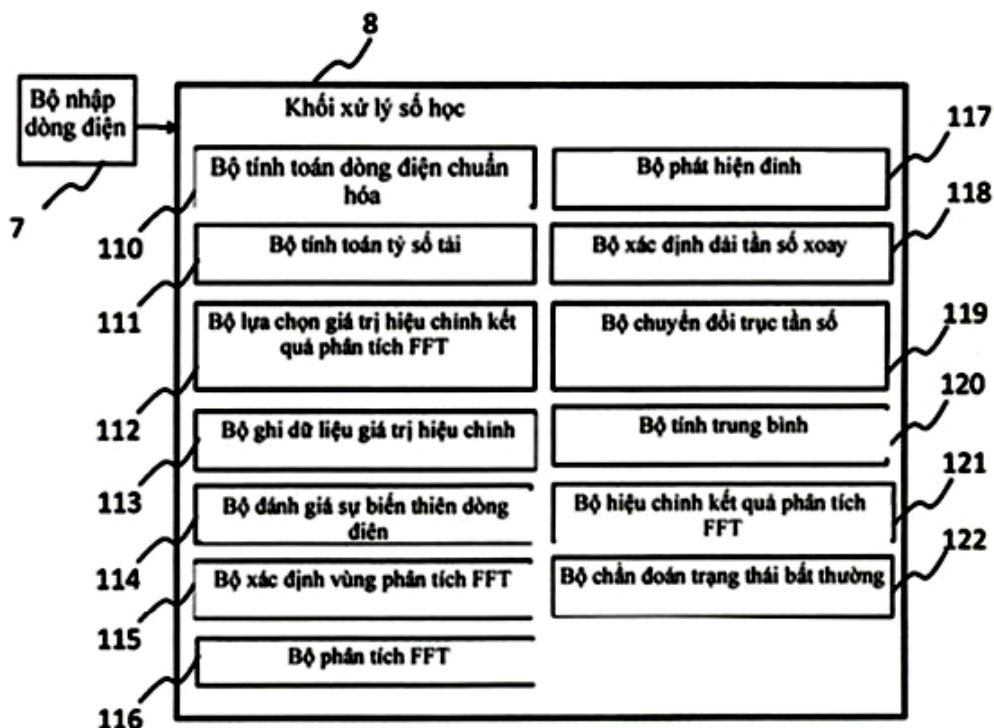 8
Bộ nhập
dòng điện
7
Khối xử lý số học
Bộ tính toán dòng điện chuẩn
hóa
110
Bộ tính toán tỷ số tải
111
Bộ lựa chọn giá trị hiệu chỉnh kết
quả phân tích FFT
112
Bộ ghi dữ liệu giá trị hiệu chỉnh
113
Bộ đánh giá sự biến thiên dòng
điện
114
Bộ xác định vùng phân tích FFT
115
Bộ phân tích FFT
116
Bộ phát hiện đỉnh
117
Bộ xác định dải tần số xoay
118
Bộ chuyển đổi trục tần số
119
Bộ tính trung bình
120
Bộ hiệu chỉnh kết quả phân tích
FFT
121
Bộ chẩn đoán trạng thái bất thường
122